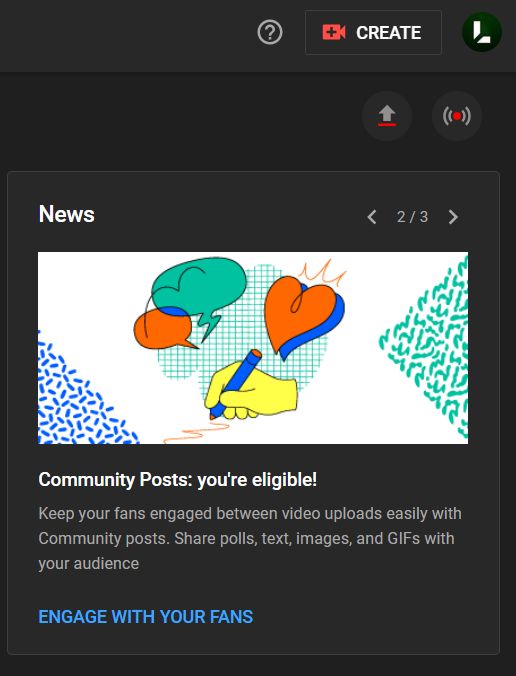 CREATE
News
2 / 3
Community Posts: you're eligible!
Keep your fans engaged between video uploads easily with
Community posts. Share polls, text, images, and GIFs with
your audience
ENGAGE WITH YOUR FANS